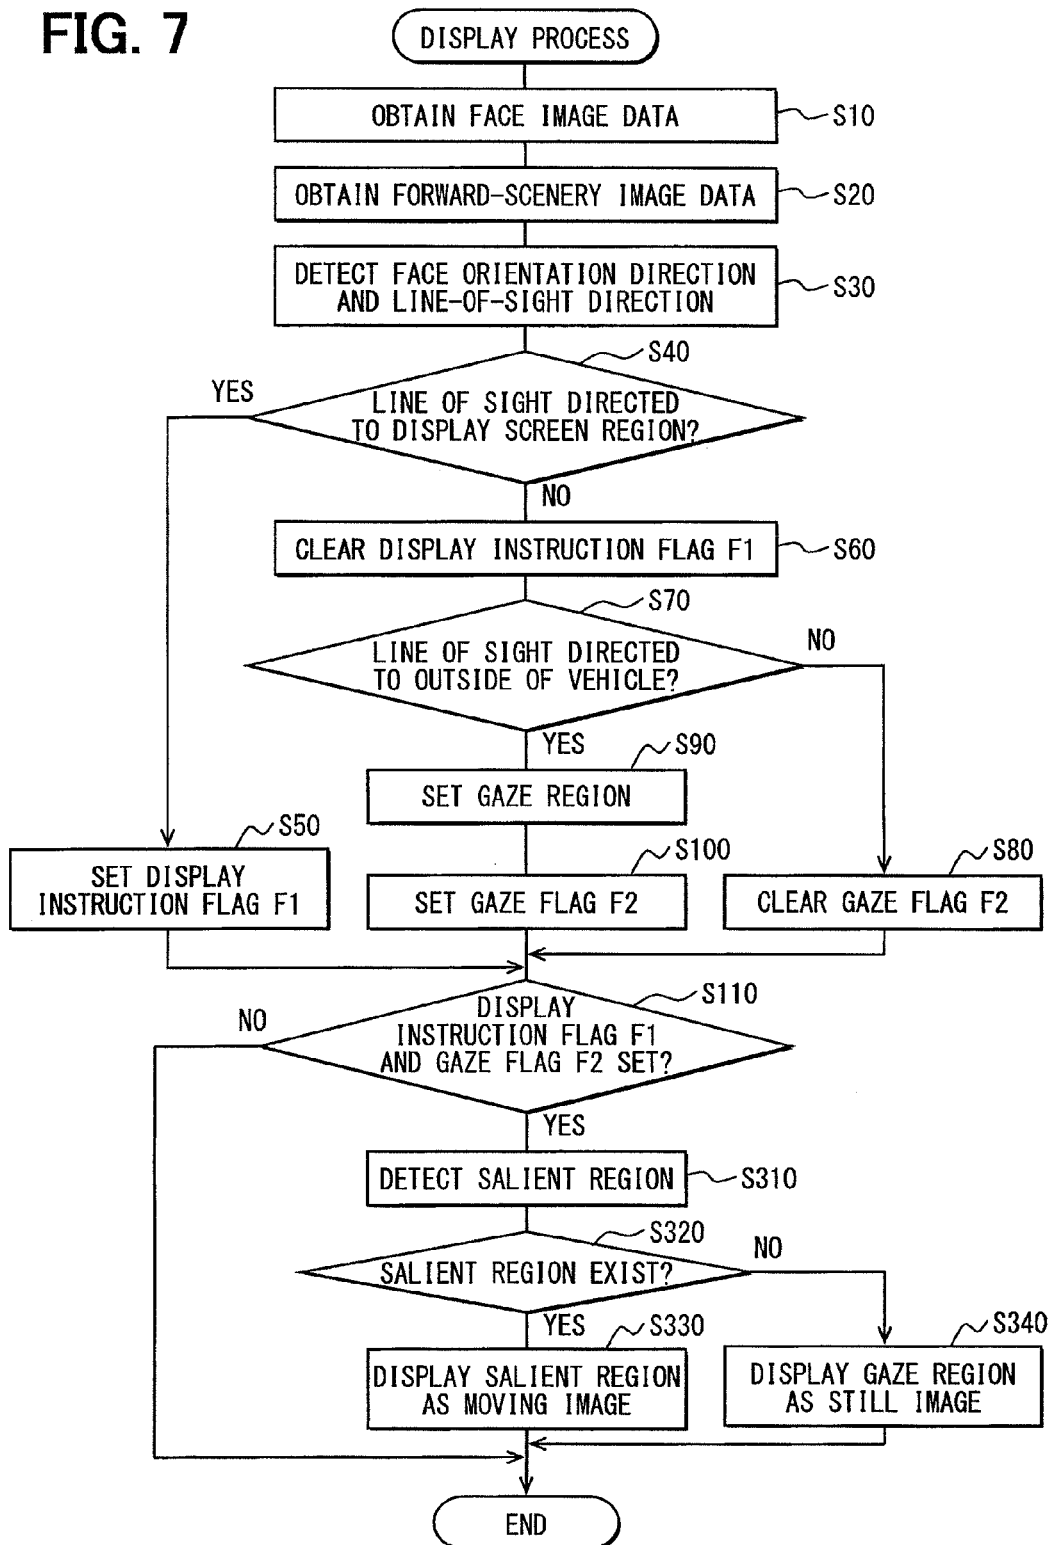 FIG. 7
DISPLAY PROCESS
OBTAIN FACE IMAGE DATA
S10
OBTAIN FORWARD-SCENERY IMAGE DATA
S20
DETECT FACE ORIENTATION DIRECTION
AND LINE-OF-SIGHT DIRECTION
S30
S40
YES
LINE OF SIGHT DIRECTED
TO DISPLAY SCREEN REGION?
NO
CLEAR DISPLAY INSTRUCTION FLAG F1
S60
S70
NO
LINE OF SIGHT DIRECTED
TO OUTSIDE OF VEHICLE?
YES
S90
SET GAZE REGION
S50
SET DISPLAY
INSTRUCTION FLAG F1
S100
SET GAZE FLAG F2
S80
CLEAR GAZE FLAG F2
S110
NO
DISPLAY
INSTRUCTION FLAG F1
AND GAZE FLAG F2 SET?
YES
DETECT SALIENT REGION
S310
S320
NO
SALIENT REGION EXIST?
YES
S330
DISPLAY SALIENT REGION
AS MOVING IMAGE
S340
DISPLAY GAZE REGION
AS STILL IMAGE
END